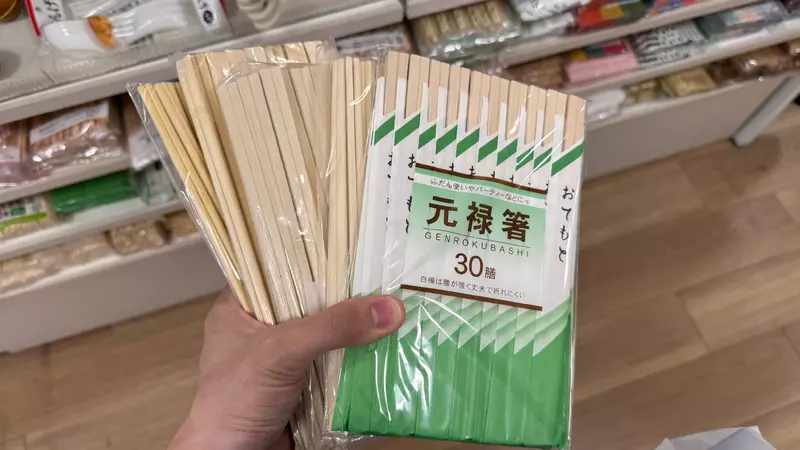 ふだん使いやパーティーなどに
元禄箸
GENROKUBASHI
30膳
白樺は腰が強く丈夫で折れにくい
おてもと